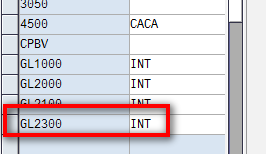 3050
4500 CACA
CPBV
GL1000 INT
GL2000 INT
GL2100 INT
GL2300 INT